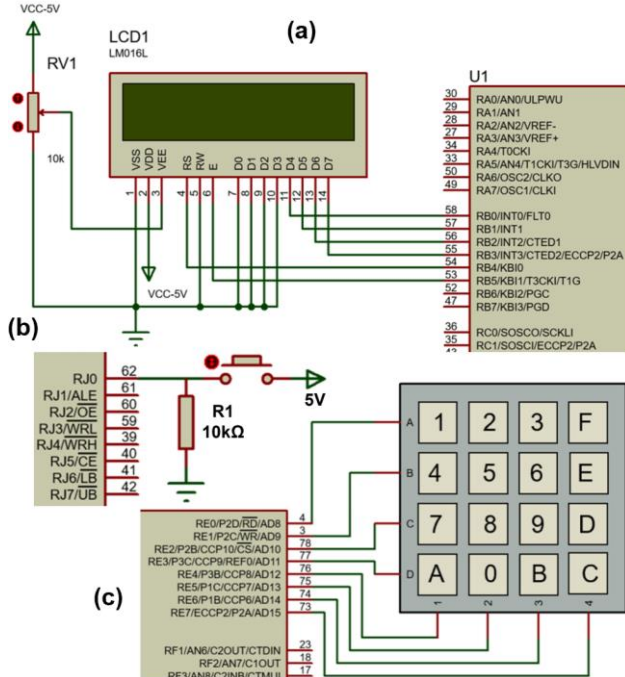 VCC-5V
RV1
10k
LCD1
LM016L
(a)
VSS
VDD
VEE
RS
RW
E
D0
D1
D2
D3
D4
D5
D6
D7
1
2
3
4
5
6
7
8
9
10
11
12
13
14
VCC-5V
U1
30 RA0/AN0/ULPWU
29 RA1/AN1
28 RA2/AN2/VREF-
27 RA3/AN3/VREF+
34 RA4/T0CKI
33 RA5/AN4/T1CKI/T3G/HLVDIN
50 RA6/OSC2/CLKO
49 RA7/OSC1/CLKI
58 RB0/INT0/FLT0
57 RB1/INT1
56 RB2/INT2/CTED1
55 RB3/INT3/CTED2/ECCP2/P2A
54 RB4/KBI0
53 RB5/KBI1/T3CKI/T1G
52 RB6/KBI2/PGC
47 RB7/KBI3/PGD
36 RC0/SOSCO/SCKLI
35 RC1/SOSCI/ECCP2/P2A
(b)
RJ0 62
RJ1/ALE 61
RJ2/OE 60
RJ3/WRL 59
RJ4/WRH 39
RJ5/CE 40
RJ6/LB 41
RJ7/UB 42
R1
10kΩ
5V
(c)
RE0/P2D/RD/AD8 4
RE1/P2C/WR/AD9 3
RE2/P2B/CCP10/CS/AD10 78
RE3/P3C/CCP9/REF0/AD11 77
RE4/P3B/CCP8/AD12 76
RE5/P1C/CCP7/AD13 75
RE6/P1B/CCP6/AD14 74
RE7/ECCP2/P2A/AD15 73
RF1/AN6/C2OUT/CTDIN 23
RF2/AN7/C1OUT 18
RF3/AN8/C2INB/CTMUI 17
A 1 2 3 F
B 4 5 6 E
C 7 8 9 D
D A 0 B C
1 2 3 4